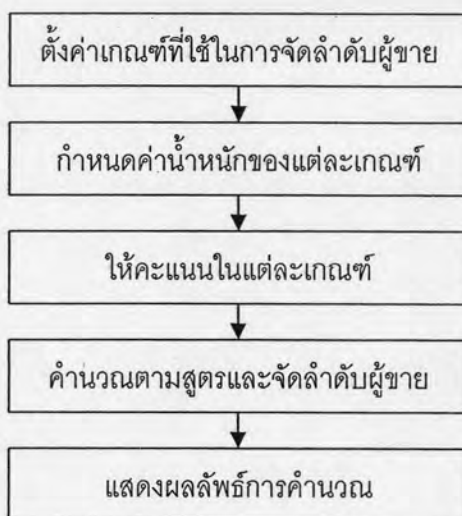 ตั้งค่าเกณฑ์ที่ใช้ในการจัดลำดับผู้ขาย
กำหนดค่าน้ำหนักของแต่ละเกณฑ์
ให้คะแนนในแต่ละเกณฑ์
คำนวณตามสูตรและจัดลำดับผู้ขาย
แสดงผลลัพธ์การคำนวณ